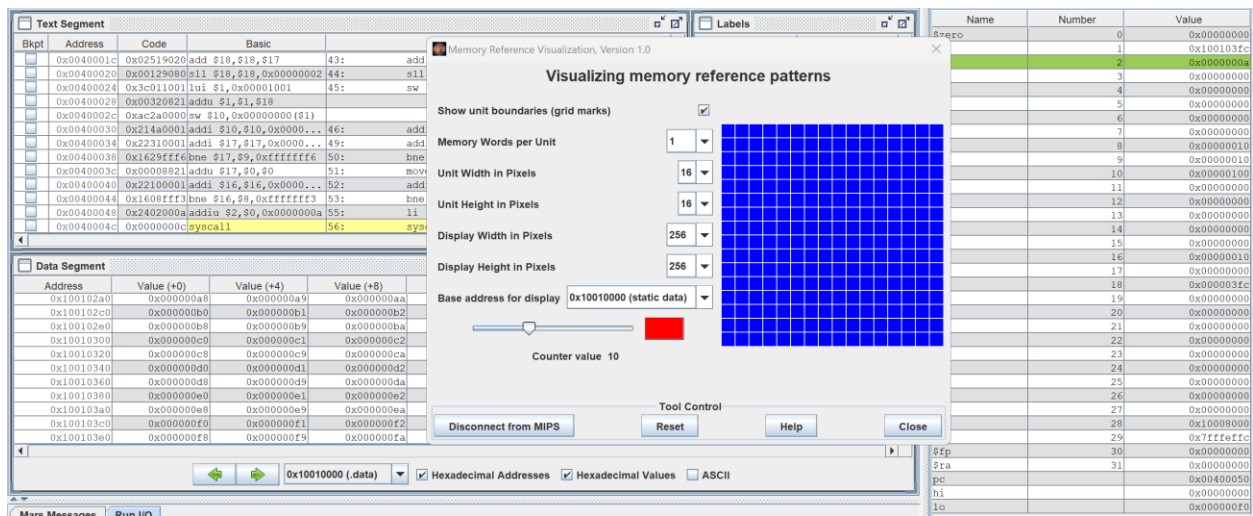 Text Segment
Bkpt Address Code Basic
0x0040001c 0x02519020 add $18,$18,$17 43: add
0x00400020 0x00129080 sll $18,$18,0x00000002 44: sll
0x00400024 0x3c011001 lui $1,0x00001001 45: sw
0x00400028 0x00320821 addu $1,$1,$18
0x0040002c 0xac2a0000 sw $10,0x00000000($1)
0x00400030 0x214a0001 addi $10,$10,0x0000... 46: addi
0x00400034 0x22310001 addi $17,$17,0x0000... 49: addi
0x00400038 0x1629fff6 bne $17,$9,0xfffffff6 50: bne
0x0040003c 0x00008821 addu $17,$0,$0 51: move
0x00400040 0x22100001 addi $16,$16,0x0000... 52: addi
0x00400044 0x1608fff3 bne $16,$8,0xfffffff3 53: bne
0x00400048 0x2402000a addiu $2,$0,0x0000000a 55: li
0x0040004c 0x0000000c syscall 56: sys
Data Segment
Address Value (+0) Value (+4) Value (+8)
0x100102a0 0x000000a8 0x000000a9 0x000000aa
0x100102c0 0x000000b0 0x000000b1 0x000000b2
0x100102e0 0x000000b8 0x000000b9 0x000000ba
0x10010300 0x000000c0 0x000000c1 0x000000c2
0x10010320 0x000000c8 0x000000c9 0x000000ca
0x10010340 0x000000d0 0x000000d1 0x000000d2
0x10010360 0x000000d8 0x000000d9 0x000000da
0x10010380 0x000000e0 0x000000e1 0x000000e2
0x100103a0 0x000000e8 0x000000e9 0x000000ea
0x100103c0 0x000000f0 0x000000f1 0x000000f2
0x100103e0 0x000000f8 0x000000f9 0x000000fa
0x10010000 (.data) Hexadecimal Addresses Hexadecimal Values ASCII
Mars Messages Run I/O
Labels
Memory Reference Visualization, Version 1.0
Visualizing memory reference patterns
Show unit boundaries (grid marks)
Memory Words per Unit 1
Unit Width in Pixels 16
Unit Height in Pixels 16
Display Width in Pixels 256
Display Height in Pixels 256
Base address for display 0x10010000 (static data)
Counter value 10
Tool Control
Disconnect from MIPS Reset Help Close
Name Number Value
$zero 0 0x00000000
1 0x100103fc
2 0x0000000a
3 0x00000000
4 0x00000000
5 0x00000000
6 0x00000000
7 0x00000000
8 0x00000010
9 0x00000010
10 0x00000100
11 0x00000000
12 0x00000000
13 0x00000000
14 0x00000000
15 0x00000000
16 0x00000010
17 0x00000000
18 0x000003fc
19 0x00000000
20 0x00000000
21 0x00000000
22 0x00000000
23 0x00000000
24 0x00000000
25 0x00000000
26 0x00000000
27 0x00000000
28 0x10008000
29 0x7fffeffc
$fp 30 0x00000000
$ra 31 0x00000000
pc 0x00400050
hi 0x00000000
lo 0x000000f0